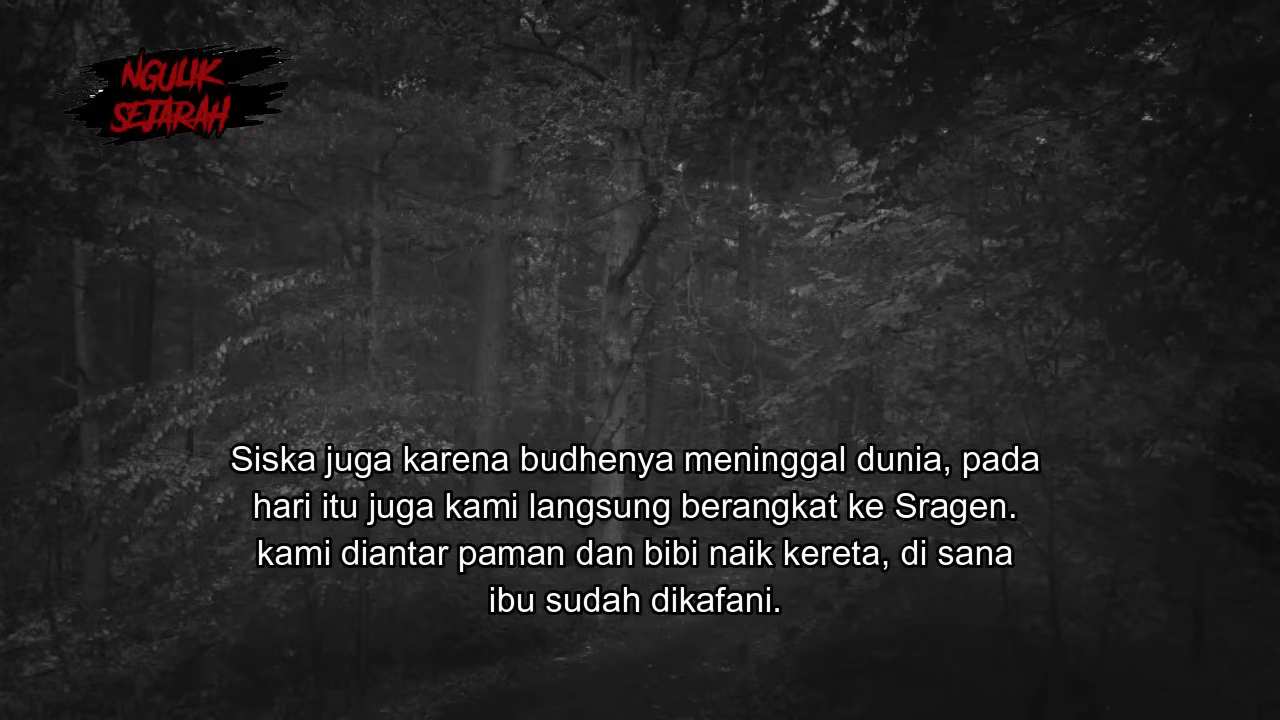 NGULIK
SEJARAH
Siska juga karena budhenya meninggal dunia, pada
hari itu juga kami langsung berangkat ke Sragen.
kami diantar paman dan bibi naik kereta, di sana
ibu sudah dikafani.